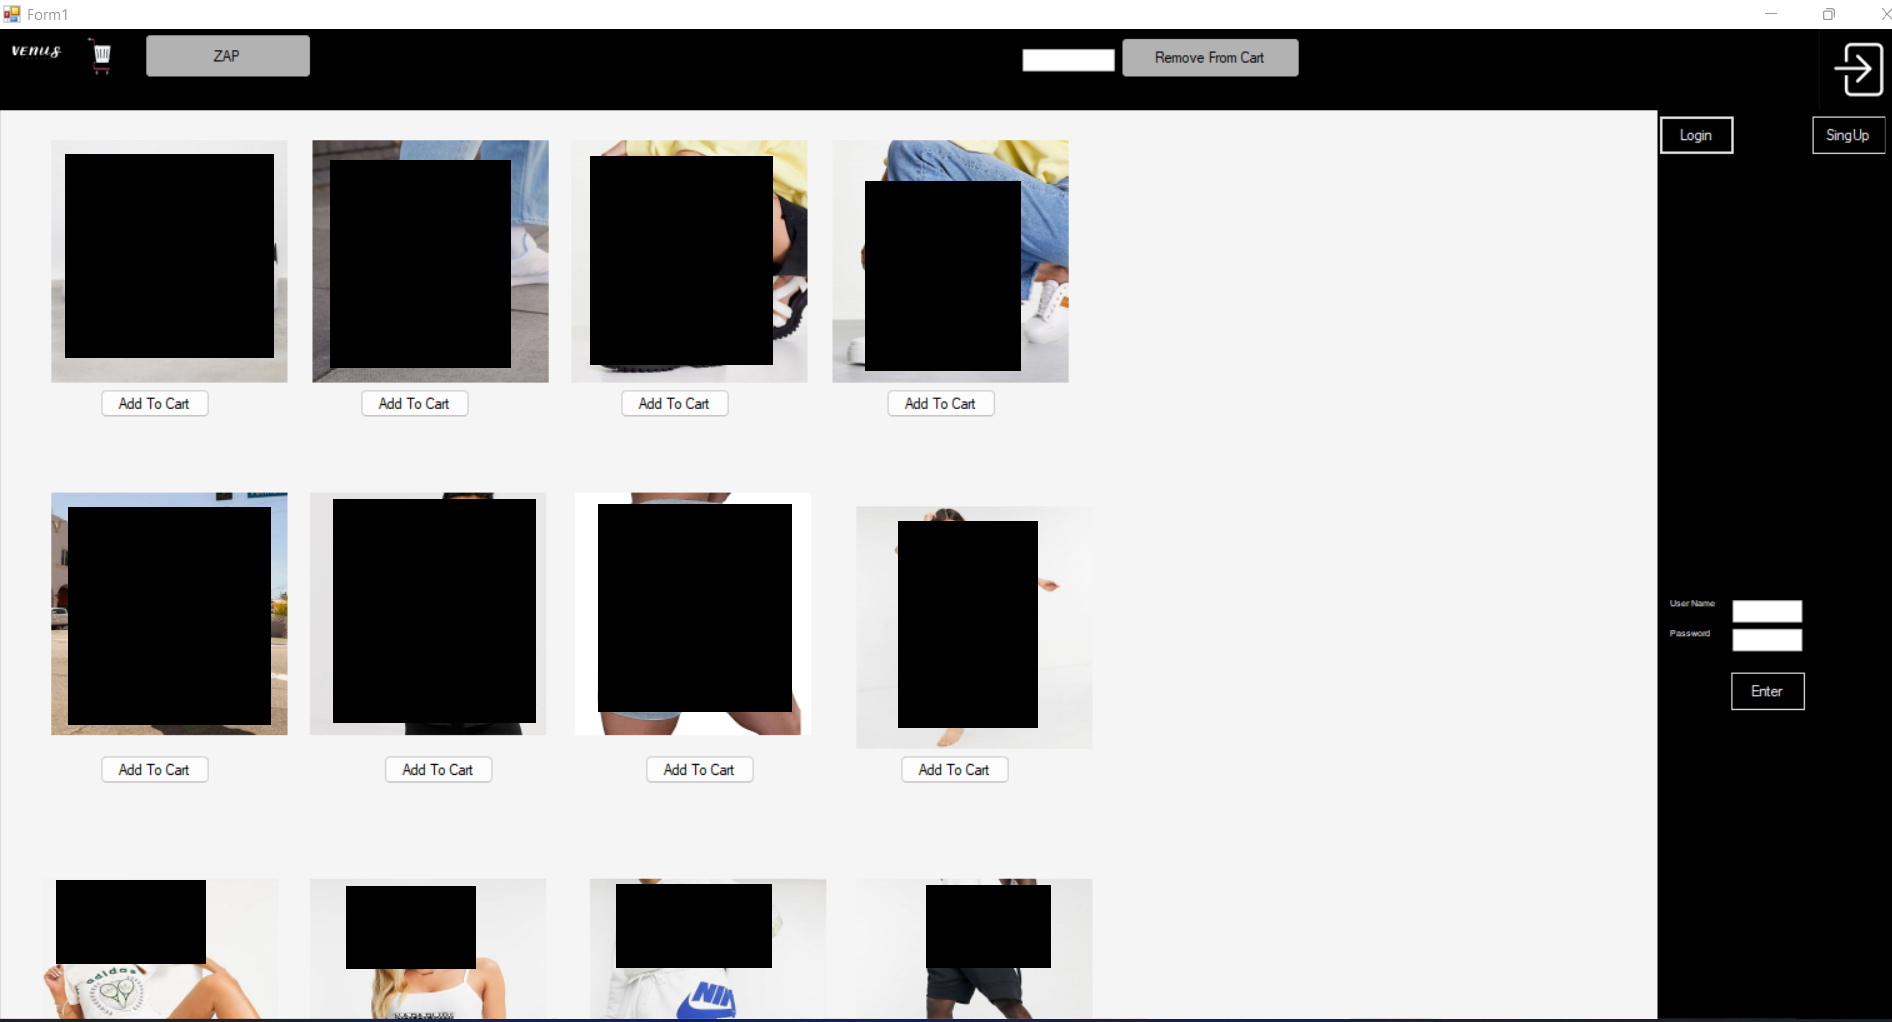 Form1
VENUS
ZAP
Remove From Cart
Login
SingUp
Add To Cart
Add To Cart
Add To Cart
Add To Cart
User Name
Password
Enter
Add To Cart
Add To Cart
Add To Cart
Add To Cart
adidas